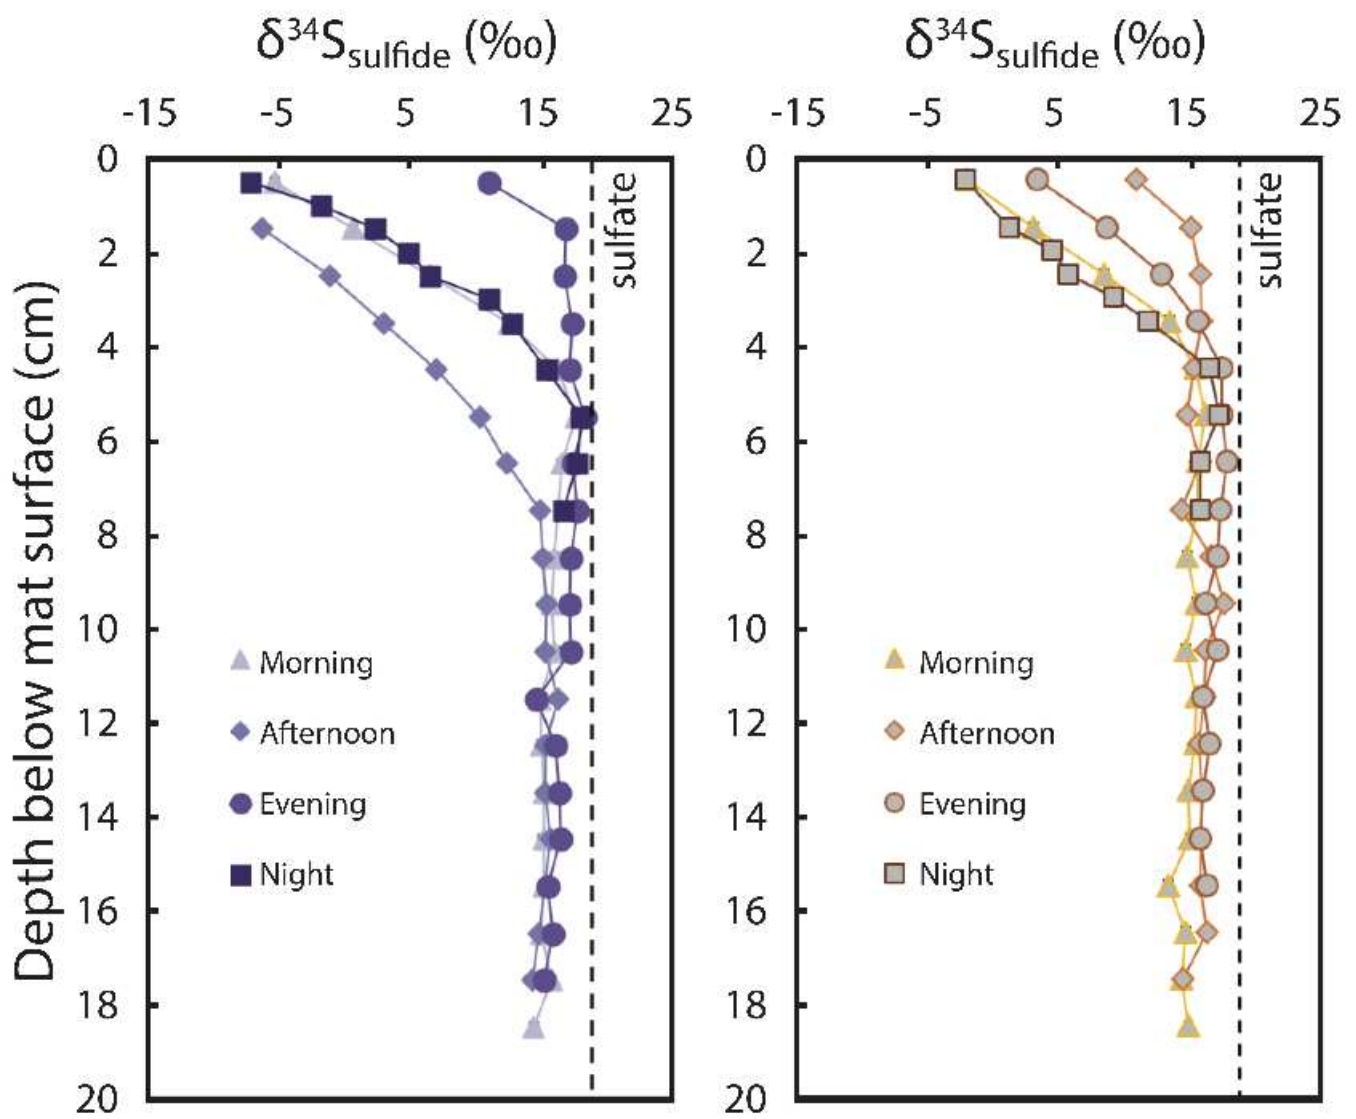 δ³⁴Ssulfide (‰)
δ³⁴Ssulfide (‰)
-15 -5 5 15 25
-15 -5 5 15 25
Depth below mat surface (cm)
0
2
4
6
8
10
12
14
16
18
20
sulfate
Morning
Afternoon
Evening
Night
0
2
4
6
8
10
12
14
16
18
20
sulfate
Morning
Afternoon
Evening
Night